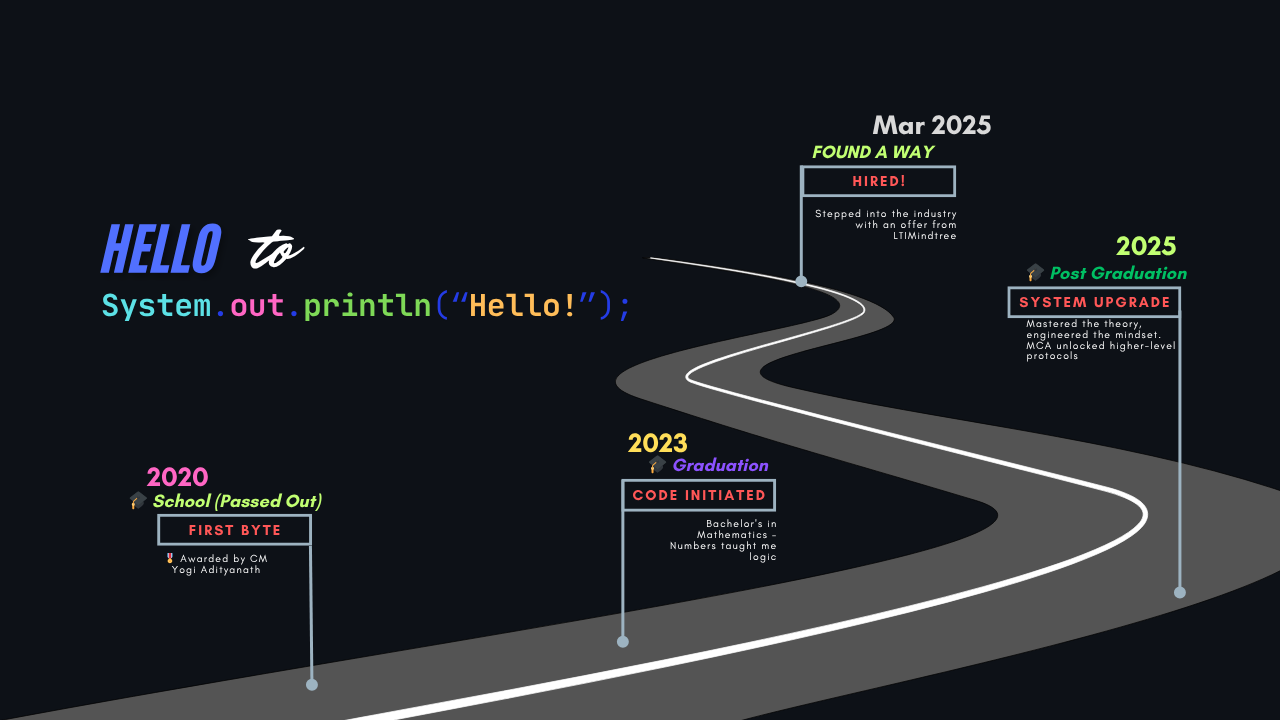 HELLO to
System.out.println(“Hello!”);
Mar 2025
FOUND A WAY
HIRED!
Stepped into the industry
with an offer from
LTIMindtree
2025
🎓 Post Graduation
SYSTEM UPGRADE
Mastered the theory,
engineered the mindset.
MCA unlocked higher-level
protocols
2023
🎓 Graduation
CODE INITIATED
Bachelor's in
Mathematics –
Numbers taught me
logic
2020
🎓 School (Passed Out)
FIRST BYTE
🎖 Awarded by CM
Yogi Adityanath